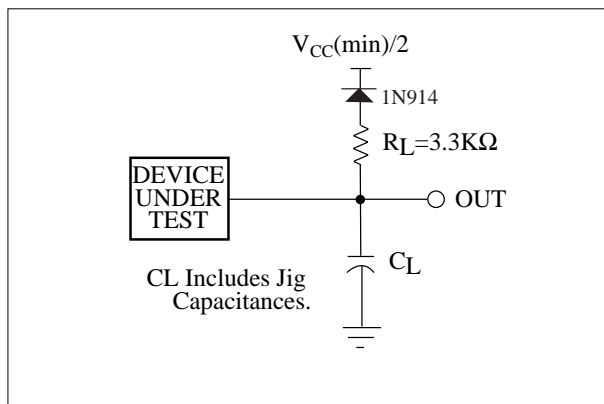 VCC(min)/2
1N914
RL=3.3KΩ
DEVICE
UNDER
TEST
OUT
CL
CL Includes Jig
Capacitances.